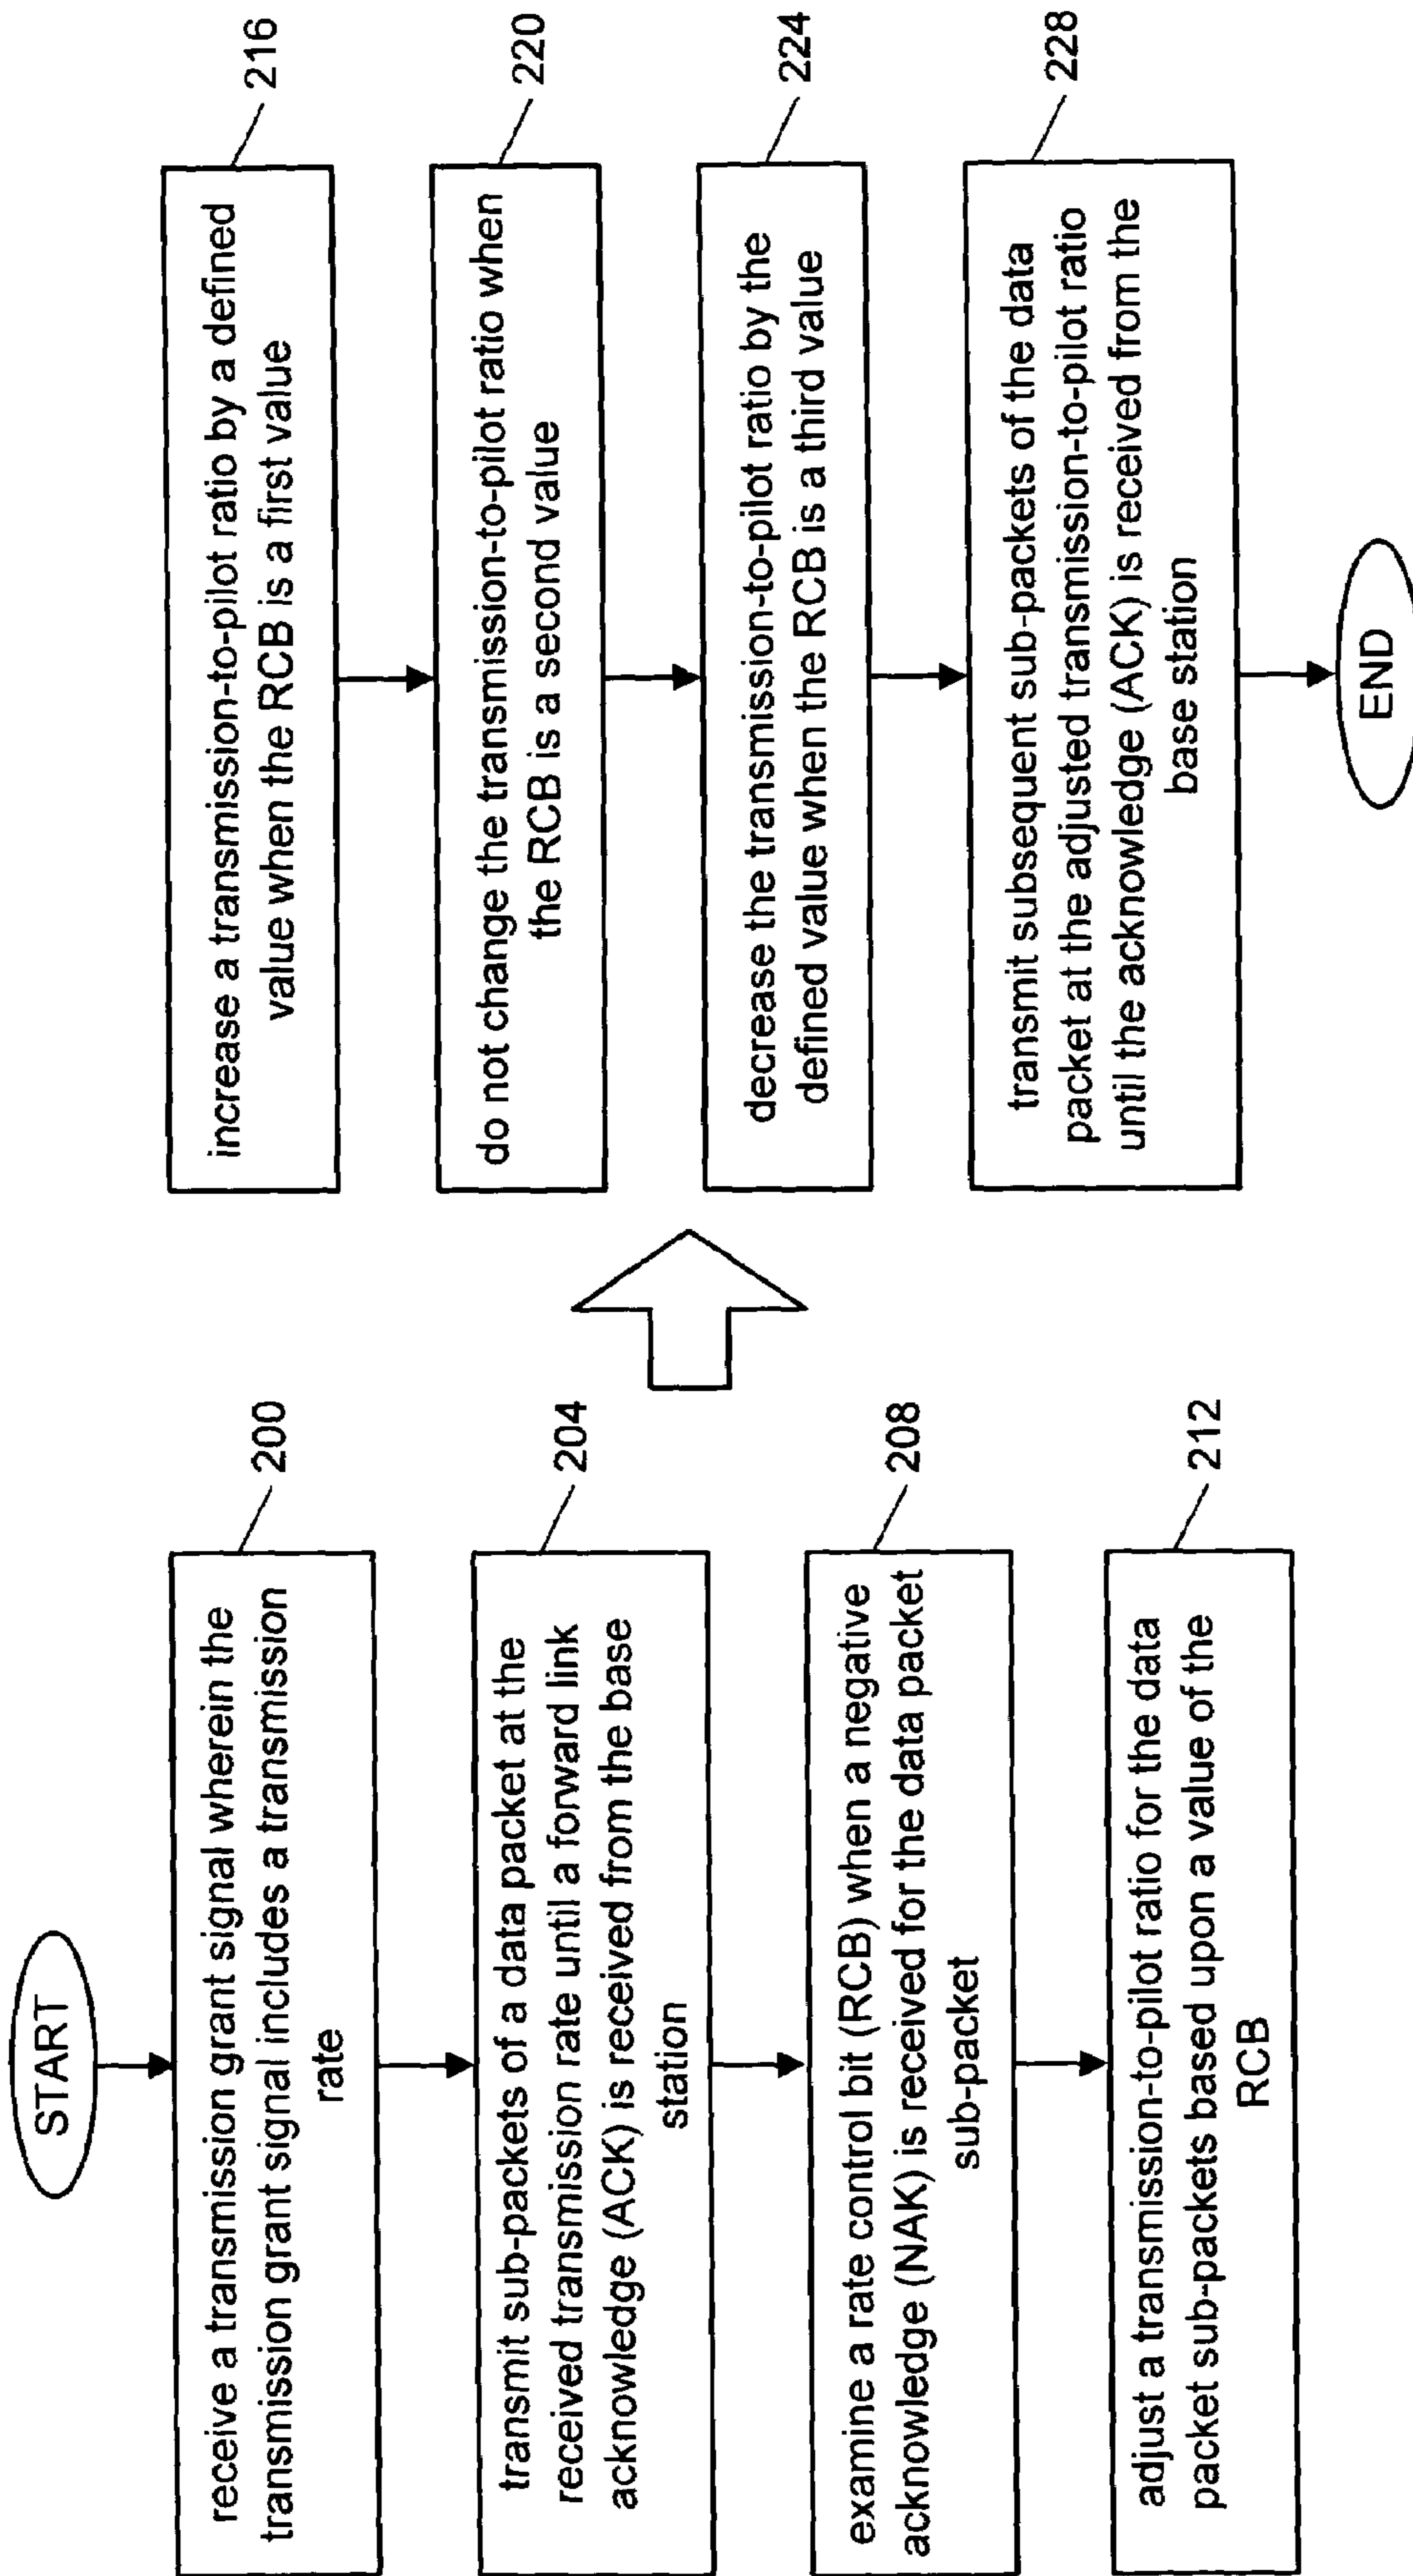 START
receive a transmission grant signal wherein the
transmission grant signal includes a transmission
rate
200
transmit sub-packets of a data packet at the
received transmission rate until a forward link
acknowledge (ACK) is received from the base
station
204
examine a rate control bit (RCB) when a negative
acknowledge (NAK) is received for the data packet
sub-packet
208
adjust a transmission-to-pilot ratio for the data
packet sub-packets based upon a value of the
RCB
212
increase a transmission-to-pilot ratio by a defined
value when the RCB is a first value
216
do not change the transmission-to-pilot ratio when
the RCB is a second value
220
decrease the transmission-to-pilot ratio by the
defined value when the RCB is a third value
224
transmit subsequent sub-packets of the data
packet at the adjusted transmission-to-pilot ratio
until the acknowledge (ACK) is received from the
base station
228
END